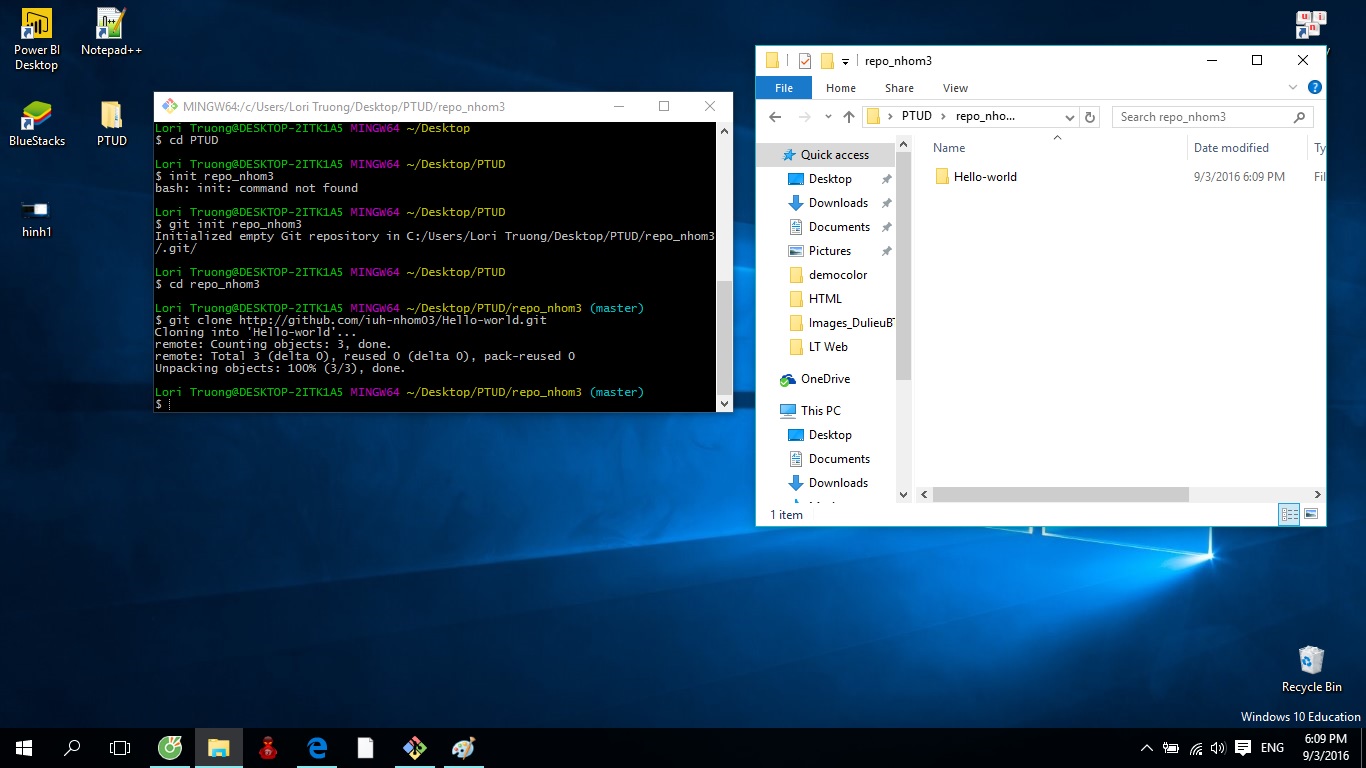 Power BI
Desktop
Notepad++
BlueStacks
PTUD
hinh1
MINGW64:/c/Users/Lori Truong/Desktop/PTUD/repo_nhom3
Lori Truong@DESKTOP-2ITK1A5 MINGW64 ~/Desktop
$ cd PTUD
Lori Truong@DESKTOP-2ITK1A5 MINGW64 ~/Desktop/PTUD
$ init repo_nhom3
bash: init: command not found
Lori Truong@DESKTOP-2ITK1A5 MINGW64 ~/Desktop/PTUD
$ git init repo_nhom3
Initialized empty Git repository in C:/Users/Lori Truong/Desktop/PTUD/repo_nhom3
/.git/
Lori Truong@DESKTOP-2ITK1A5 MINGW64 ~/Desktop/PTUD
$ cd repo_nhom3
Lori Truong@DESKTOP-2ITK1A5 MINGW64 ~/Desktop/PTUD/repo_nhom3 (master)
$ git clone http://github.com/iuh-nhom03/Hello-world.git
Cloning into 'Hello-world'...
remote: Counting objects: 3, done.
remote: Total 3 (delta 0), reused 0 (delta 0), pack-reused 0
Unpacking objects: 100% (3/3), done.
Lori Truong@DESKTOP-2ITK1A5 MINGW64 ~/Desktop/PTUD/repo_nhom3 (master)
$
repo_nhom3
File Home Share View
PTUD repo_nho...
Search repo_nhom3
Quick access
Desktop
Downloads
Documents
Pictures
democolor
HTML
Images_DulieuBT
LT Web
OneDrive
This PC
Desktop
Documents
Downloads
Name Date modified Ty
Hello-world 9/3/2016 6:09 PM Fil
1 item
Recycle Bin
Windows 10 Education
ENG
6:09 PM
9/3/2016